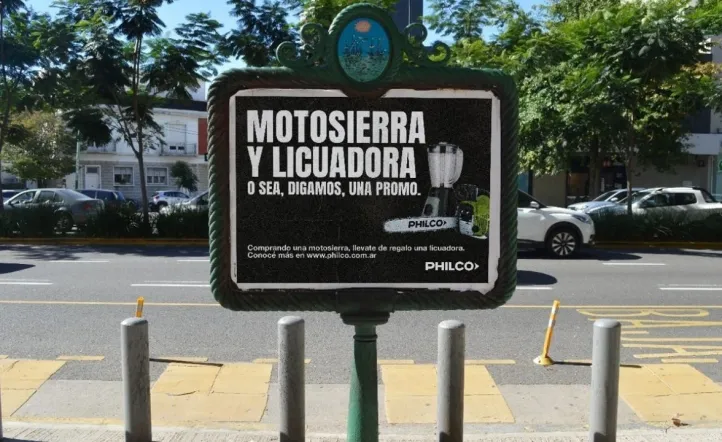 MOTOSIERRA
Y LICUADORA
O SEA, DIGAMOS, UNA PROMO.
PHILCO
Comprando una motosierra, llevate de regalo una licuadora.
Conocé más en www.philco.com.ar
PHILCO